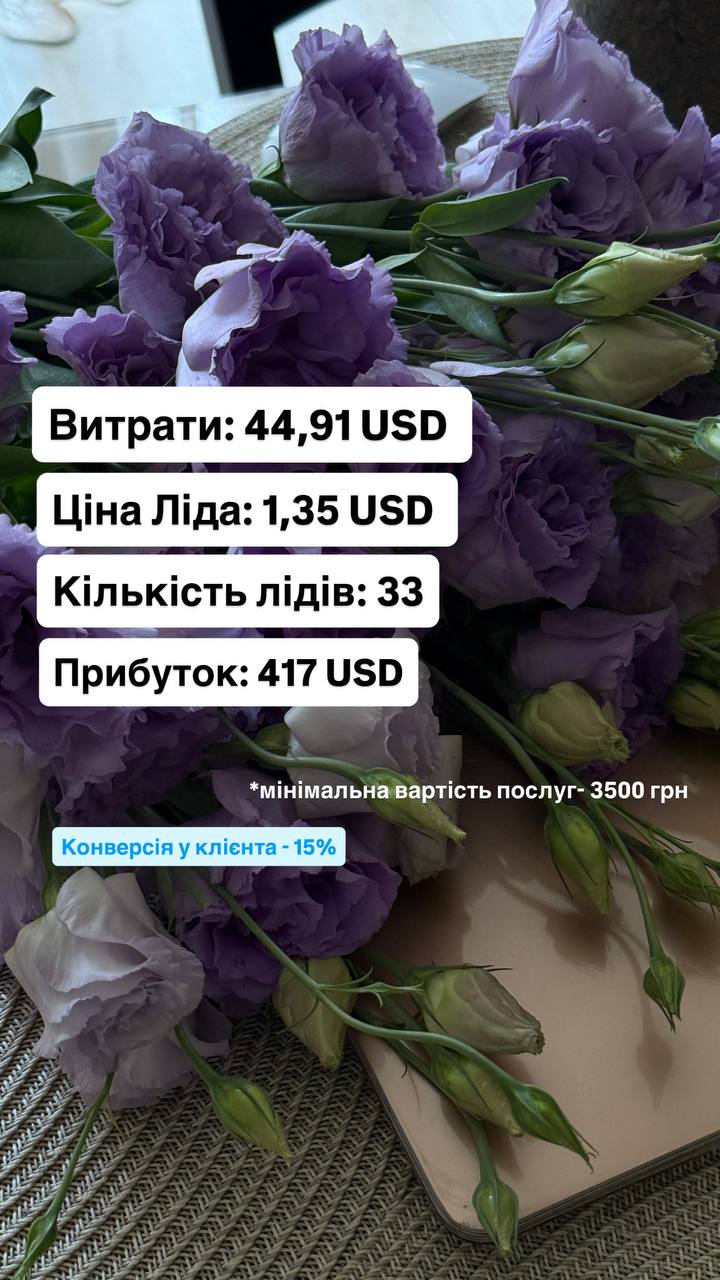 Витрати: 44,91 USD
Ціна Ліда: 1,35 USD
Кількість лідів: 33
Прибуток: 417 USD
*мінімальна вартість послуг- 3500 грн
Конверсія у клієнта - 15%